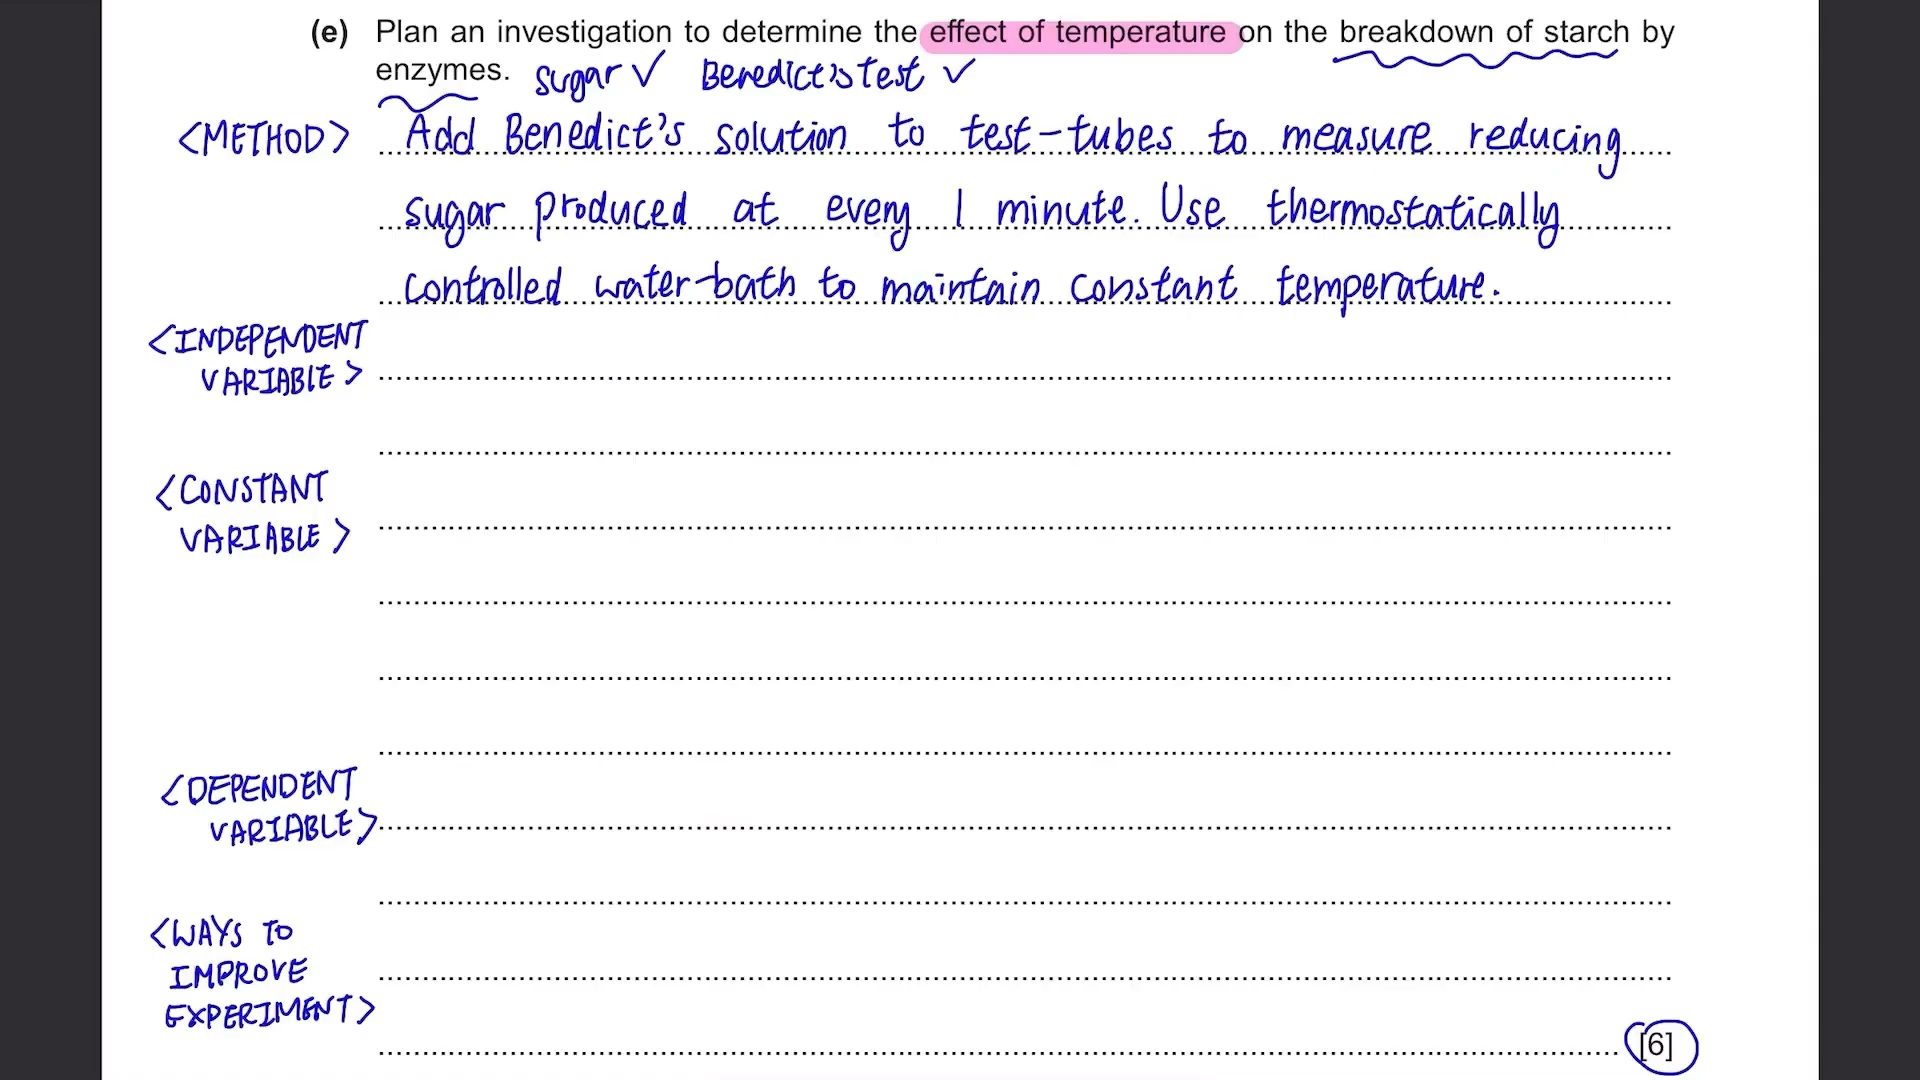 (e) Plan an investigation to determine the effect of temperature on the breakdown of starch by
enzymes. sugar ✓ Benedict's test ✓
<METHOD> Add Benedict's solution to test-tubes to measure reducing
sugar produced at every 1 minute. Use thermostatically
controlled water-bath to maintain constant temperature.
<INDEPENDENT
VARIABLE>
<CONSTANT
VARIABLE>
<DEPENDENT
VARIABLE>
<WAYS TO
IMPROVE
EXPERIMENT>
[6]